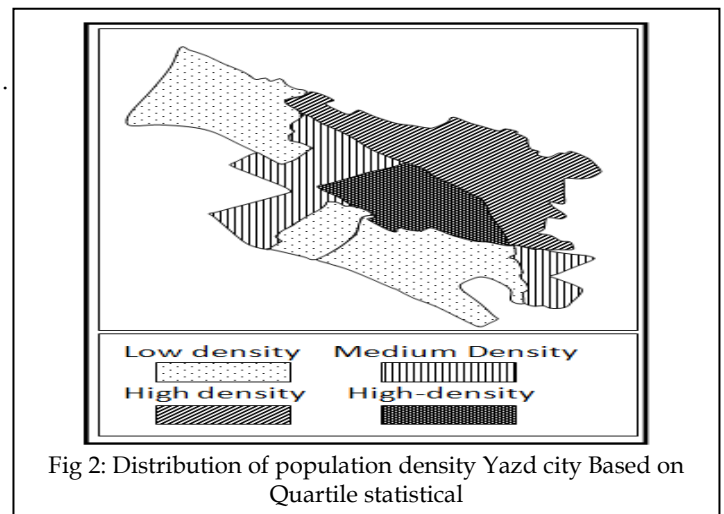 Low density Medium Density
High density High-density
Fig 2: Distribution of population density Yazd city Based on
Quartile statistical